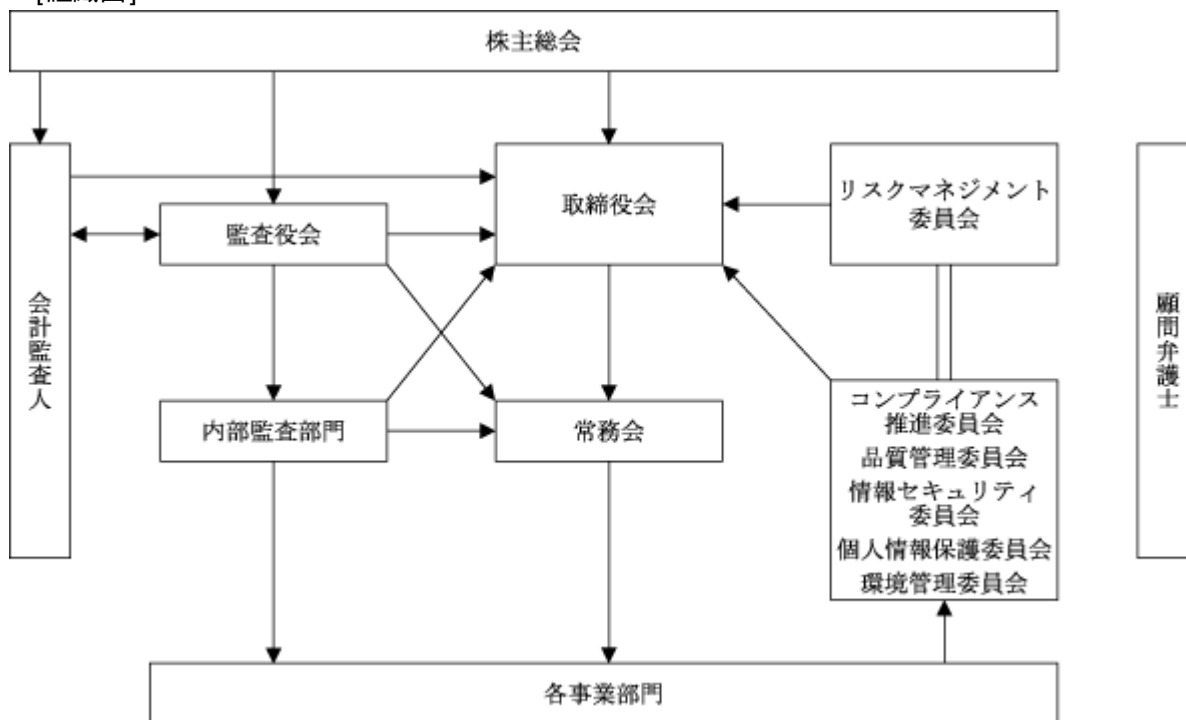 [組織図]
株主総会
取締役会
リスクマネジメント
委員会
監査役会
会計監査人
顧問弁護士
内部監査部門
常務会
コンプライアンス
推進委員会
品質管理委員会
情報セキュリティ
委員会
個人情報保護委員会
環境管理委員会
各事業部門